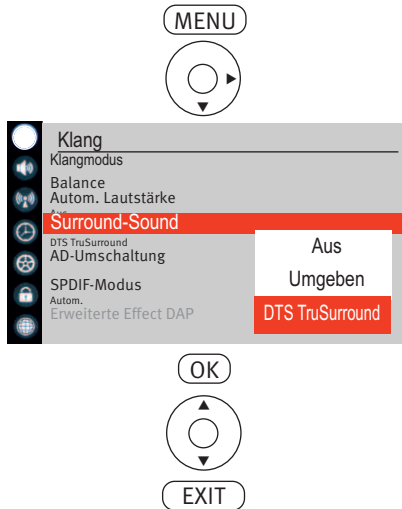 MENU
Klang
Klangmodus
Balance
Autom. Lautstärke
Aus
Surround-Sound
DTS TruSurround
AD-Umschaltung
SPDIF-Modus
Autom.
Erweiterte Effect DAP
Aus
Umgeben
DTS TruSurround
OK
EXIT